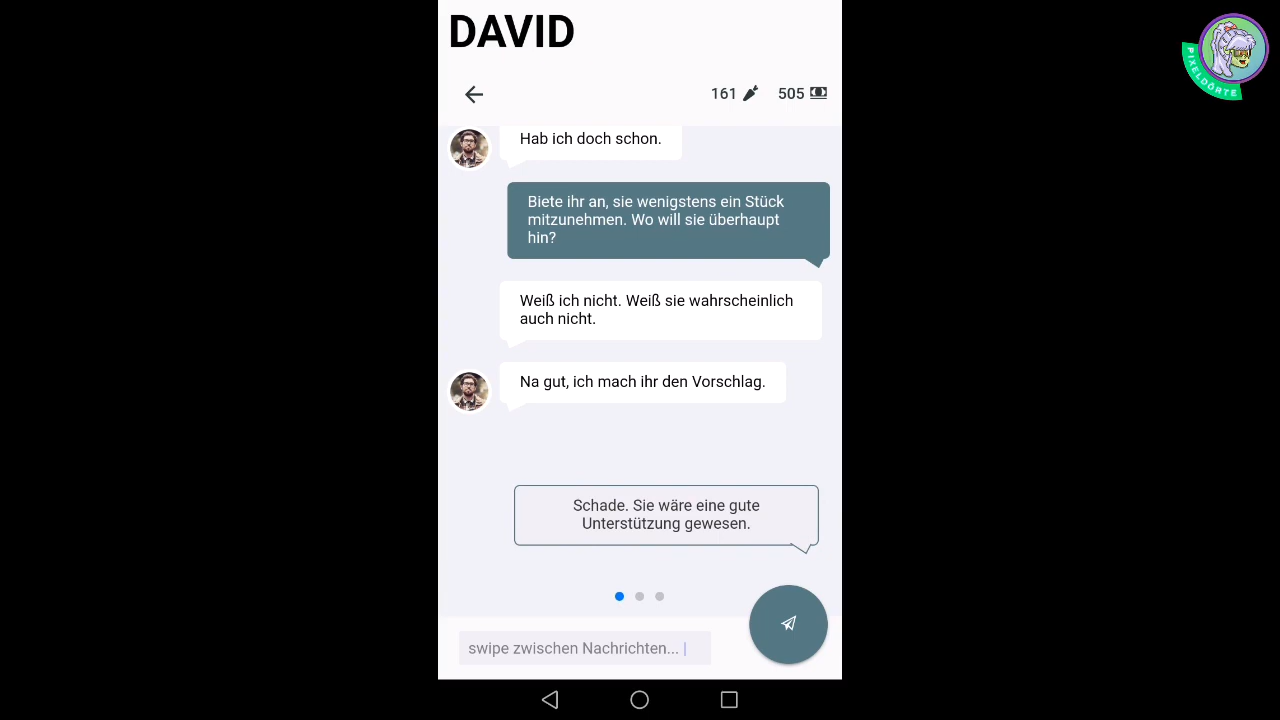 DAVID
161
505
Hab ich doch schon.
Biete ihr an, sie wenigstens ein Stück
mitzunehmen. Wo will sie überhaupt
hin?
Weiß ich nicht. Weiß sie wahrscheinlich
auch nicht.
Na gut, ich mach ihr den Vorschlag.
Schade. Sie wäre eine gute
Unterstützung gewesen.
swipe zwischen Nachrichten...
PIXELDÖRTE